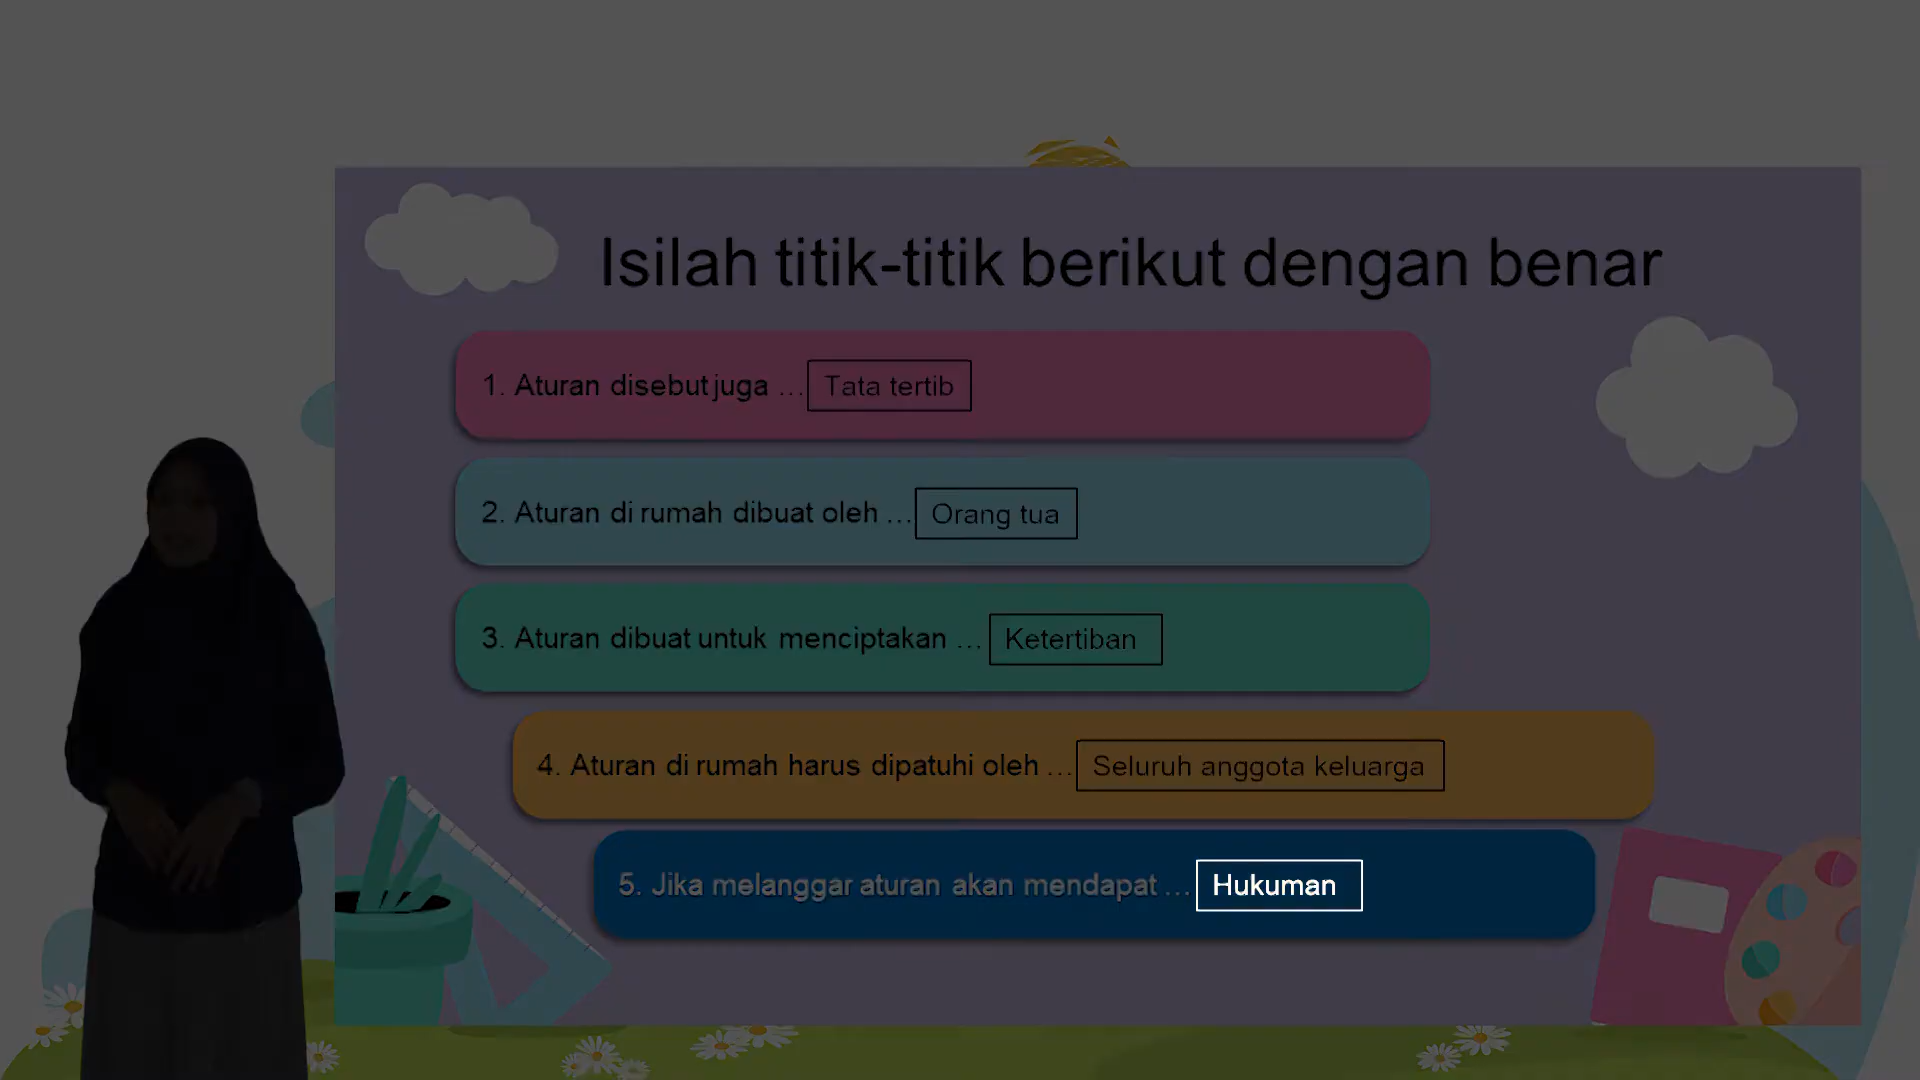 Isilah titik-titik berikut dengan benar
1. Aturan disebut juga ... Tata tertib
2. Aturan di rumah dibuat oleh ... Orang tua
3. Aturan dibuat untuk menciptakan ... Ketertiban
4. Aturan di rumah harus dipatuhi oleh ... Seluruh anggota keluarga
5. Jika melanggar aturan akan mendapat ... Hukuman